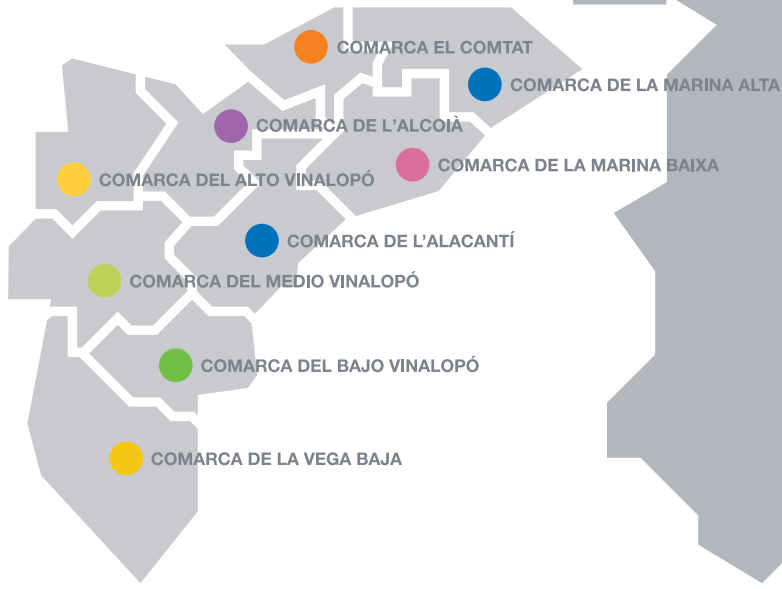 COMARCA EL COMTAT
COMARCA DE LA MARINA ALTA
COMARCA DE L'ALCOIÀ
COMARCA DE LA MARINA BAIXA
COMARCA DEL ALTO VINALOPÓ
COMARCA DE L'ALACANTÍ
COMARCA DEL MEDIO VINALOPÓ
COMARCA DEL BAJO VINALOPÓ
COMARCA DE LA VEGA BAJA